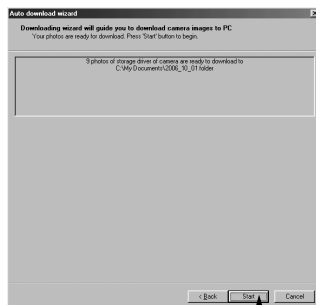 Auto download wizard
Downloading wizard will guide you to download camera images to PC
Your photos are ready for download. Press 'Start' button to begin.
9 photos of storage driver of camera are ready to download to
C:\My Documents\2006_10_01 folder
< Back
Start
Cancel